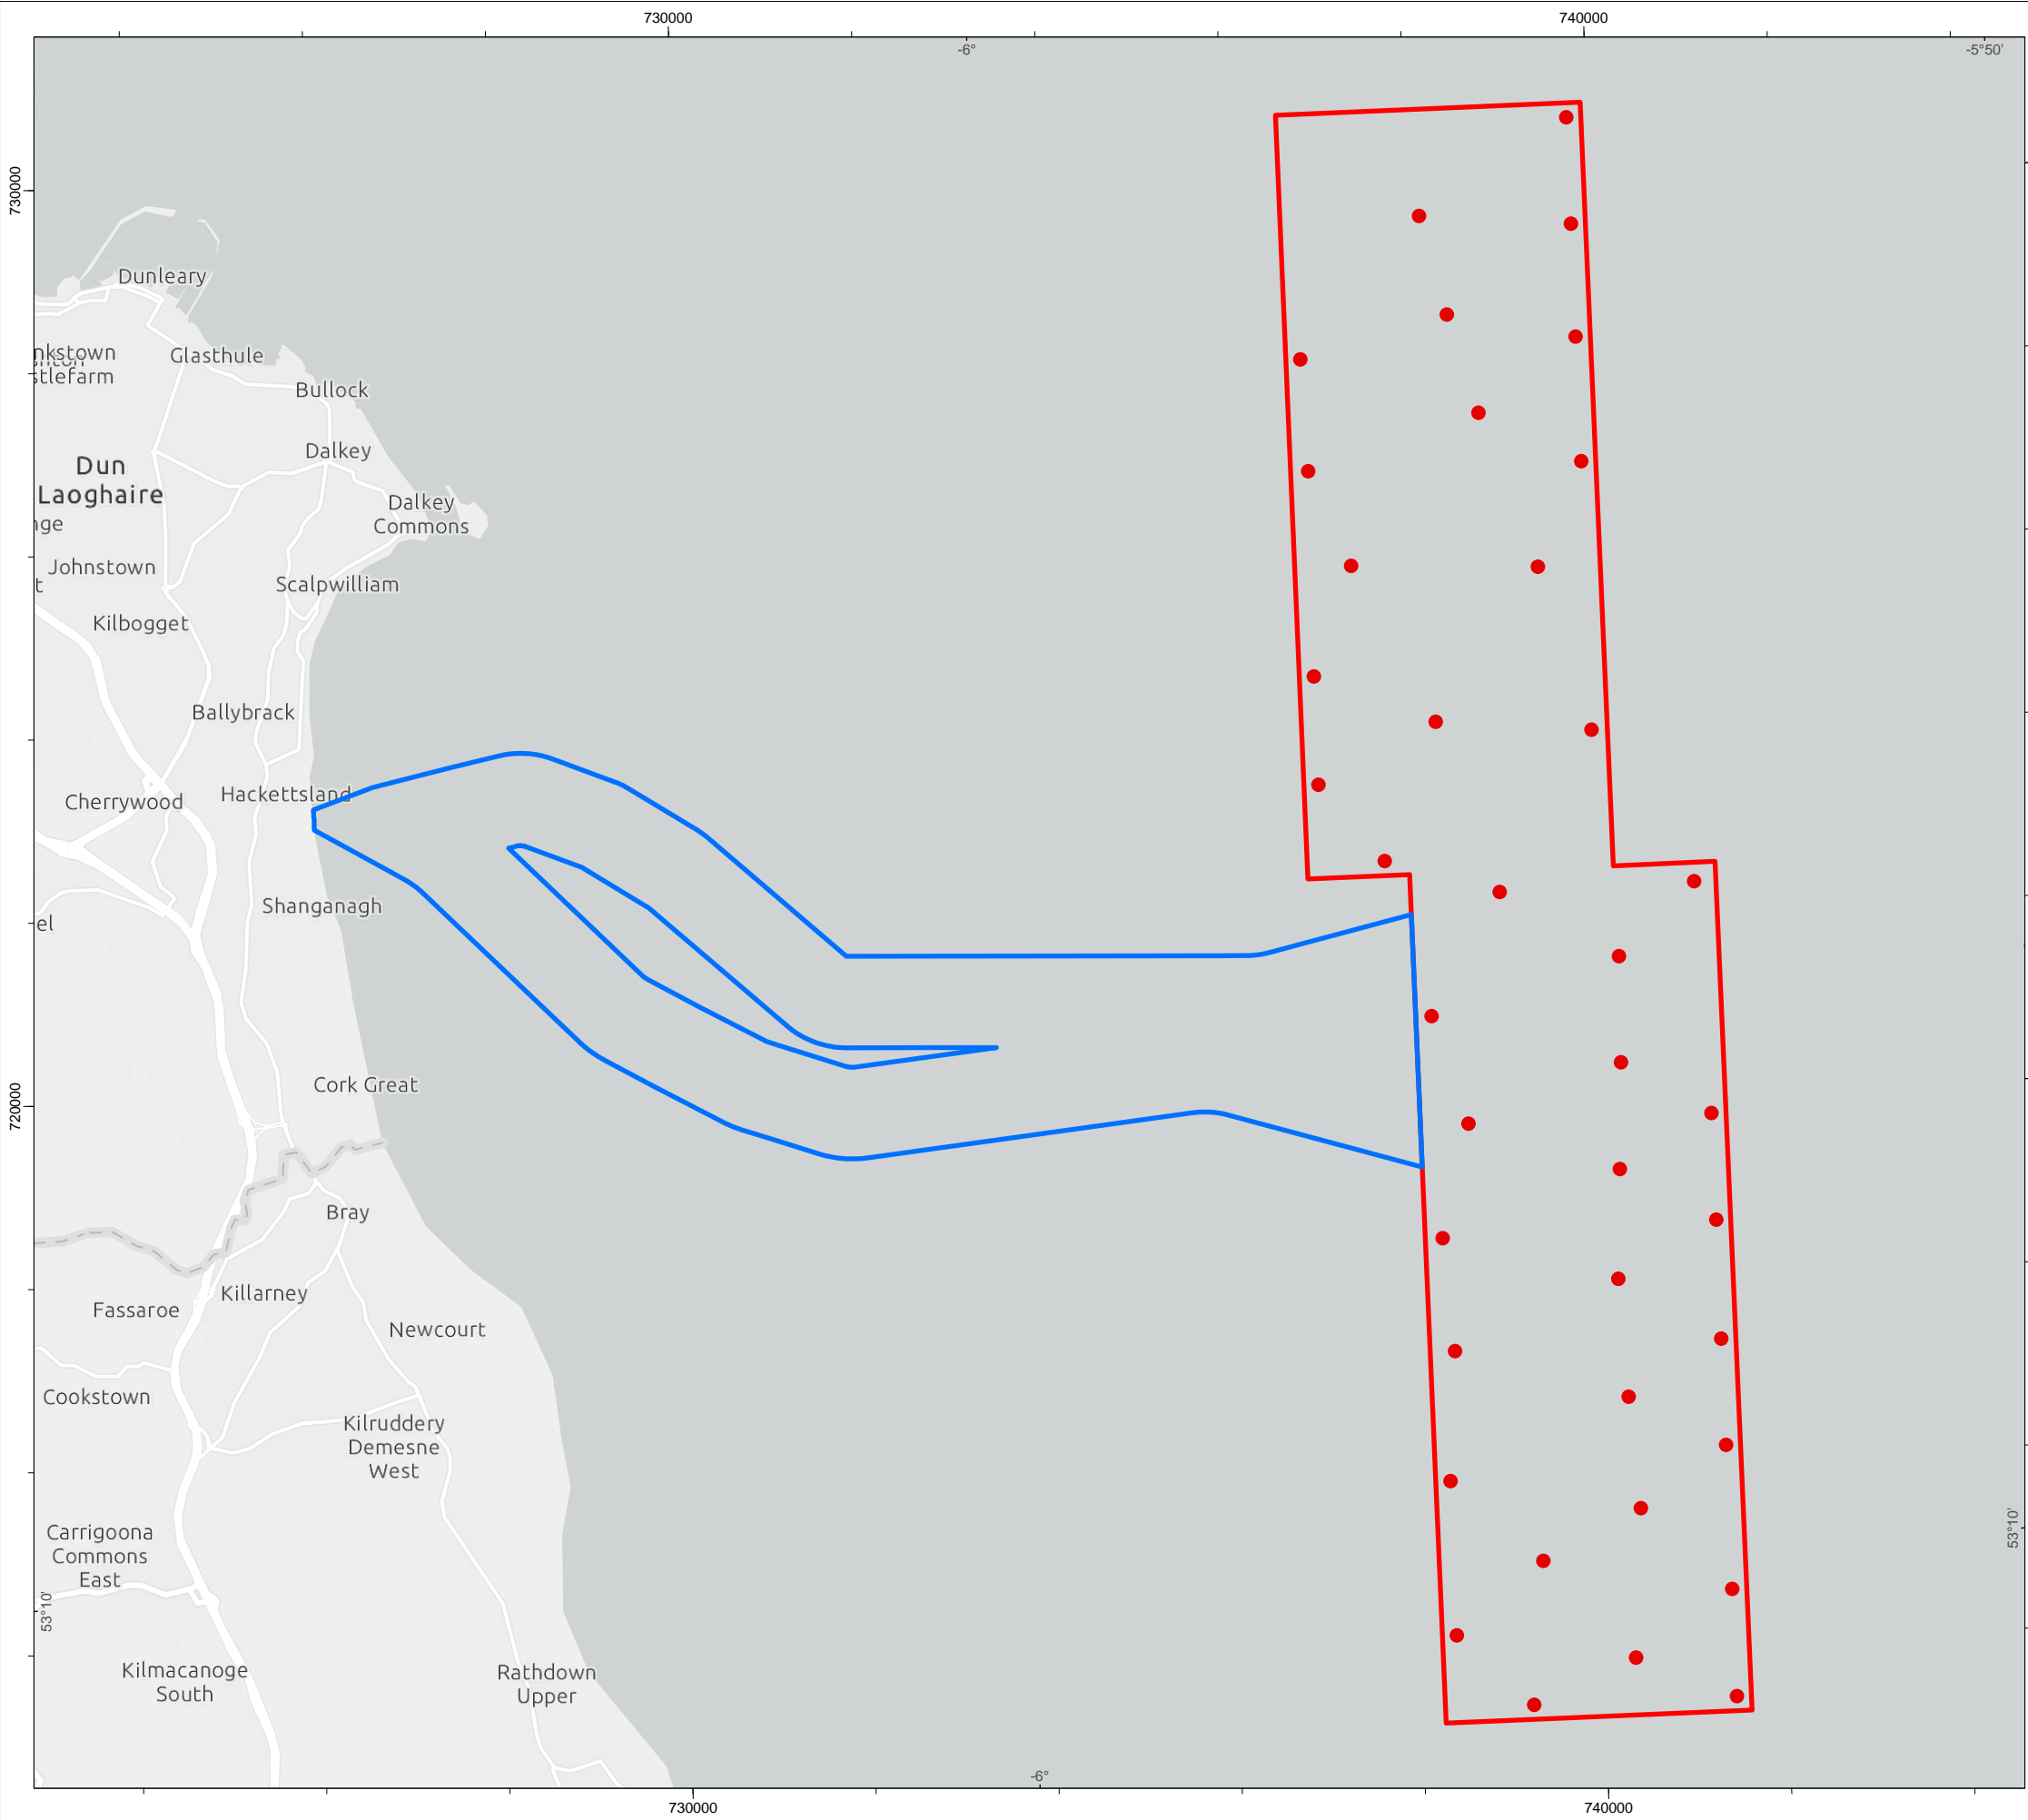 730000
740000
-6°
-5°50'
730000
Dunleary
nkstown
stlefarm
Glasthule
Bullock
Dalkey
Dun
Laoghaire
Dalkey
Commons
Johnstown
Scalpwilliam
Kilbogget
Ballybrack
Cherrywood
Hackettsland
Shanganagh
el
Cork Great
720000
Bray
Killarney
Fassaroe
Newcourt
Cookstown
Kilruddery
Demesne
West
Carrigoona
Commons
East
53°10'
53°10'
Kilmacanoge
South
Rathdown
Upper
-6°
730000
740000